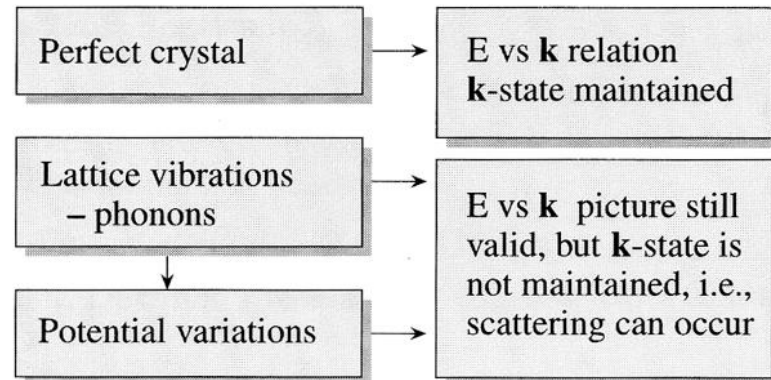 Perfect crystal
E vs k relation
k-state maintained
Lattice vibrations
– phonons
E vs k picture still
valid, but k-state is
not maintained, i.e.,
scattering can occur
Potential variations